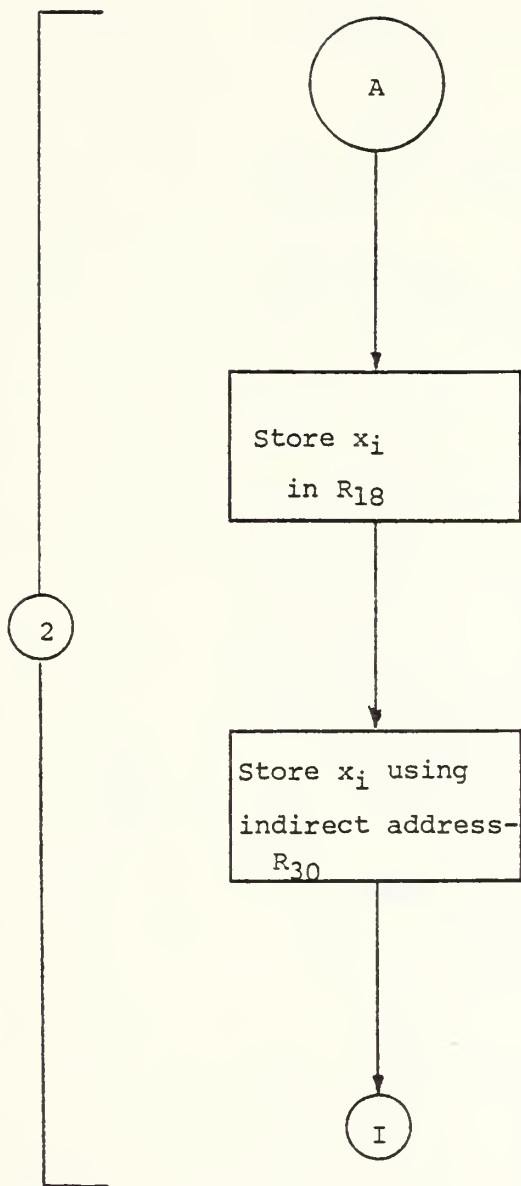 A
Store xi
in R18
2
Store xi using
indirect address-
R30
I